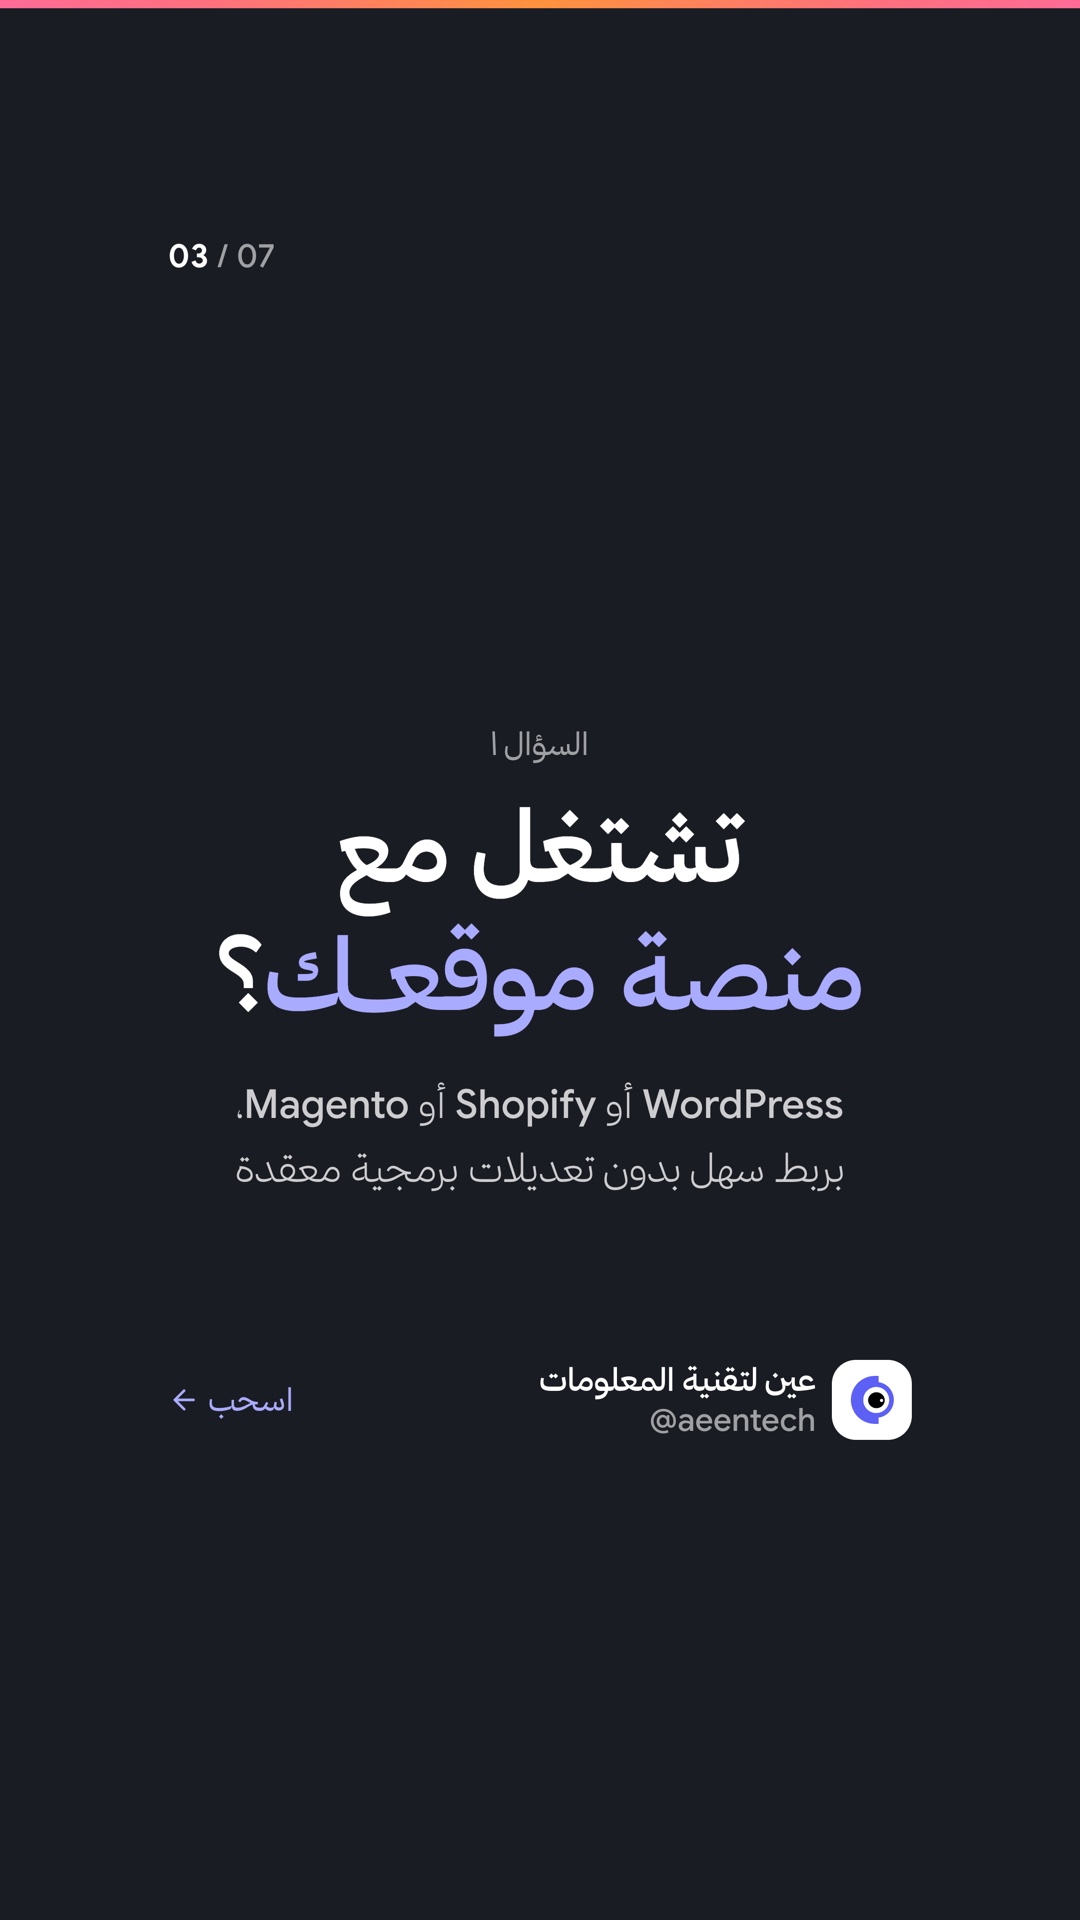 03 / 07
السؤال ١
تشتغل مع
منصة موقعـك؟
WordPress أو Shopify أو Magento،
بربط سهل بدون تعديلات برمجية معقدة
عين لتقنية المعلومات
@aeentech
اسحب ←